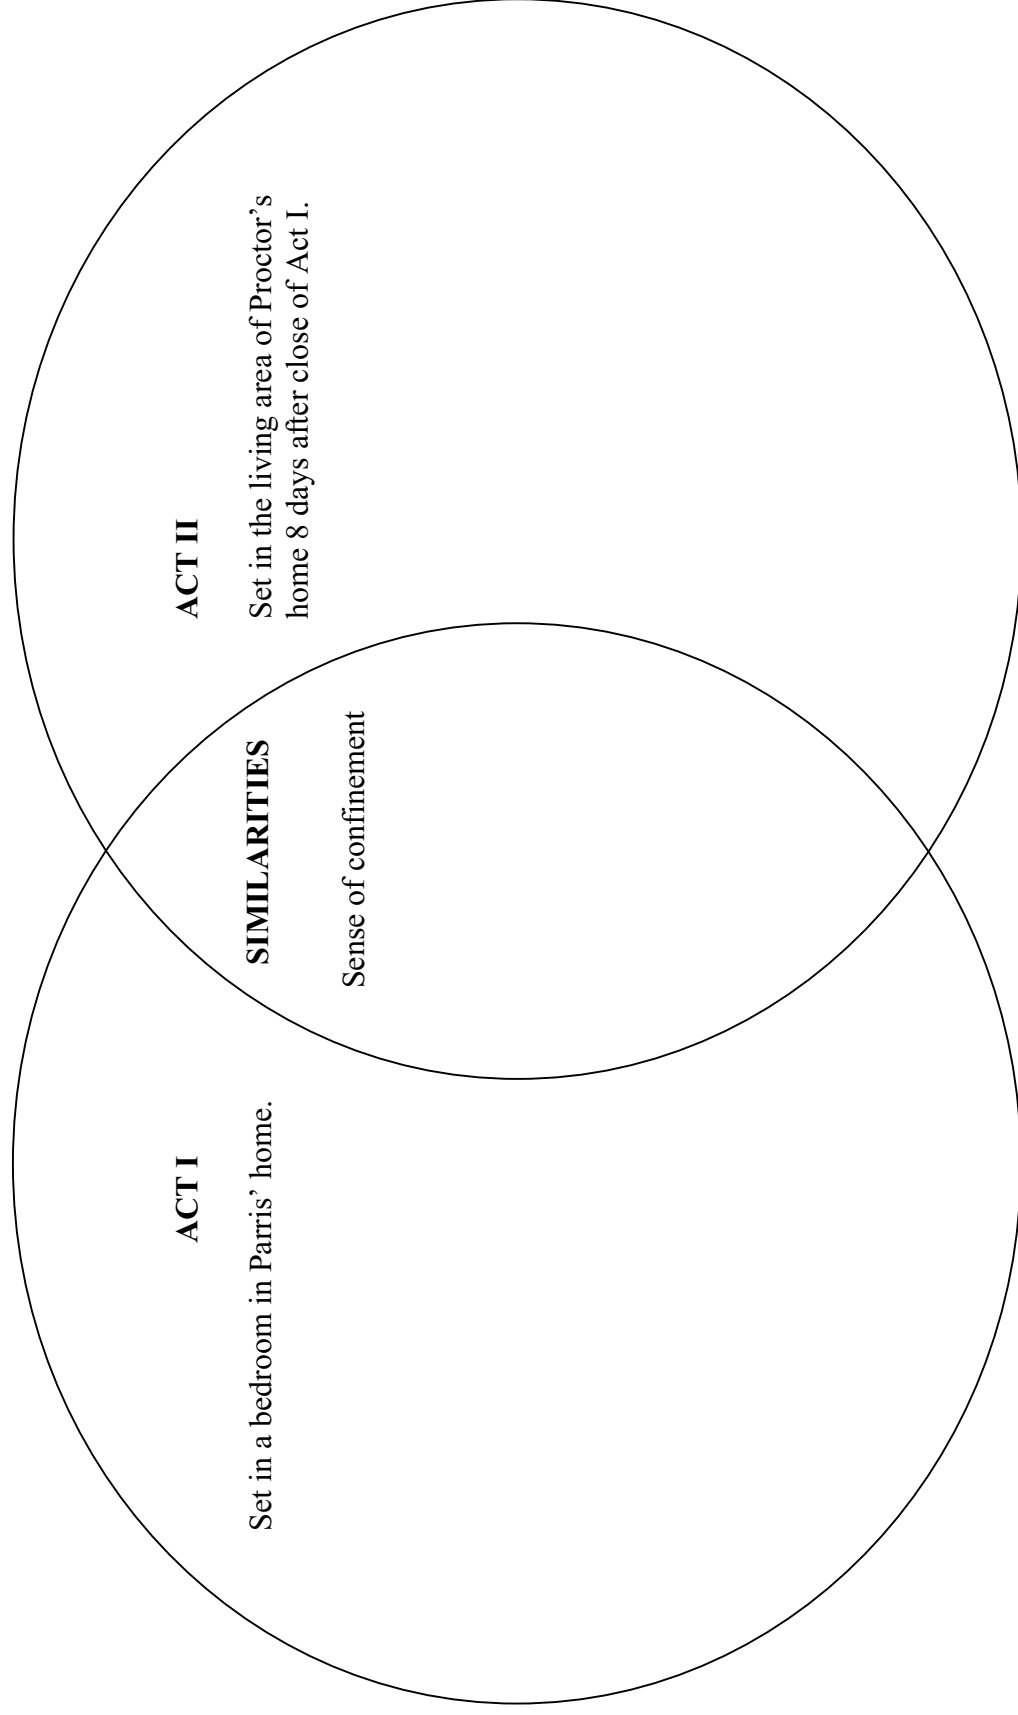 ACT I
Set in a bedroom in Parris’ home.
SIMILARITIES
Sense of confinement
ACT II
Set in the living area of Proctor’s
home 8 days after close of Act I.